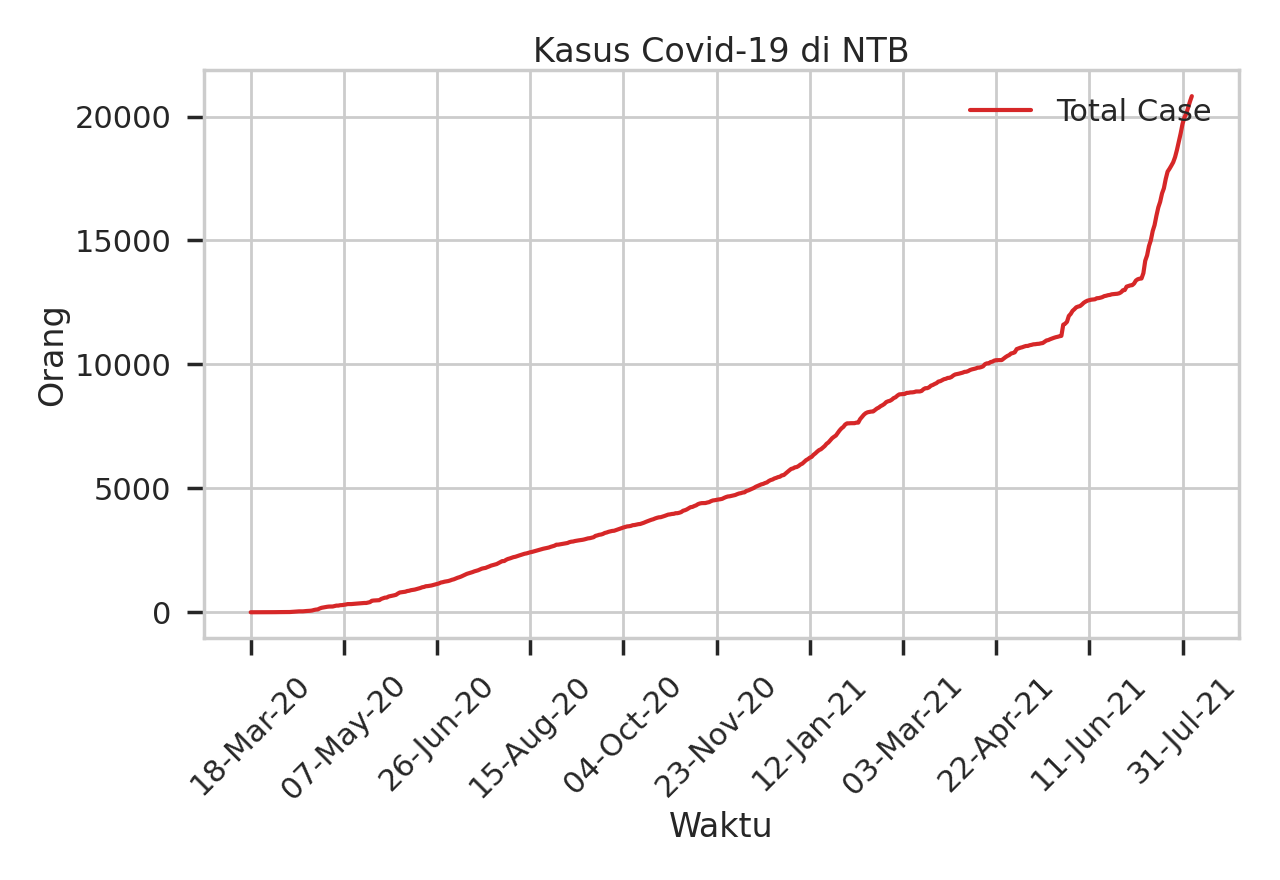 Kasus Covid-19 di NTB
Total Case
Orang
20000
15000
10000
5000
0
18-Mar-20
07-May-20
26-Jun-20
15-Aug-20
04-Oct-20
23-Nov-20
12-Jan-21
03-Mar-21
22-Apr-21
11-Jun-21
31-Jul-21
Waktu